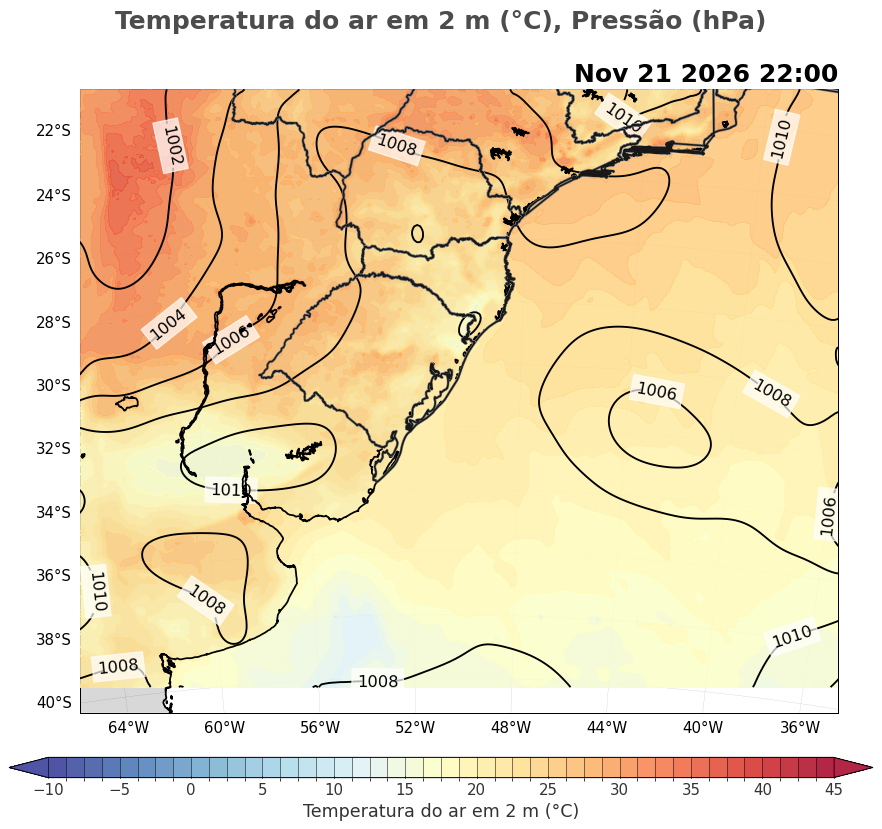 Temperatura do ar em 2 m (°C), Pressão (hPa)
Nov 21 2026 22:00
22°S
24°S
26°S
28°S
30°S
32°S
34°S
36°S
38°S
40°S
1002
1008
1010
1010
1004
1006
1006
1008
1010
1006
1010
1008
1008
1008
1010
64°W 60°W 56°W 52°W 48°W 44°W 40°W 36°W
−10 −5 0 5 10 15 20 25 30 35 40 45
Temperatura do ar em 2 m (°C)